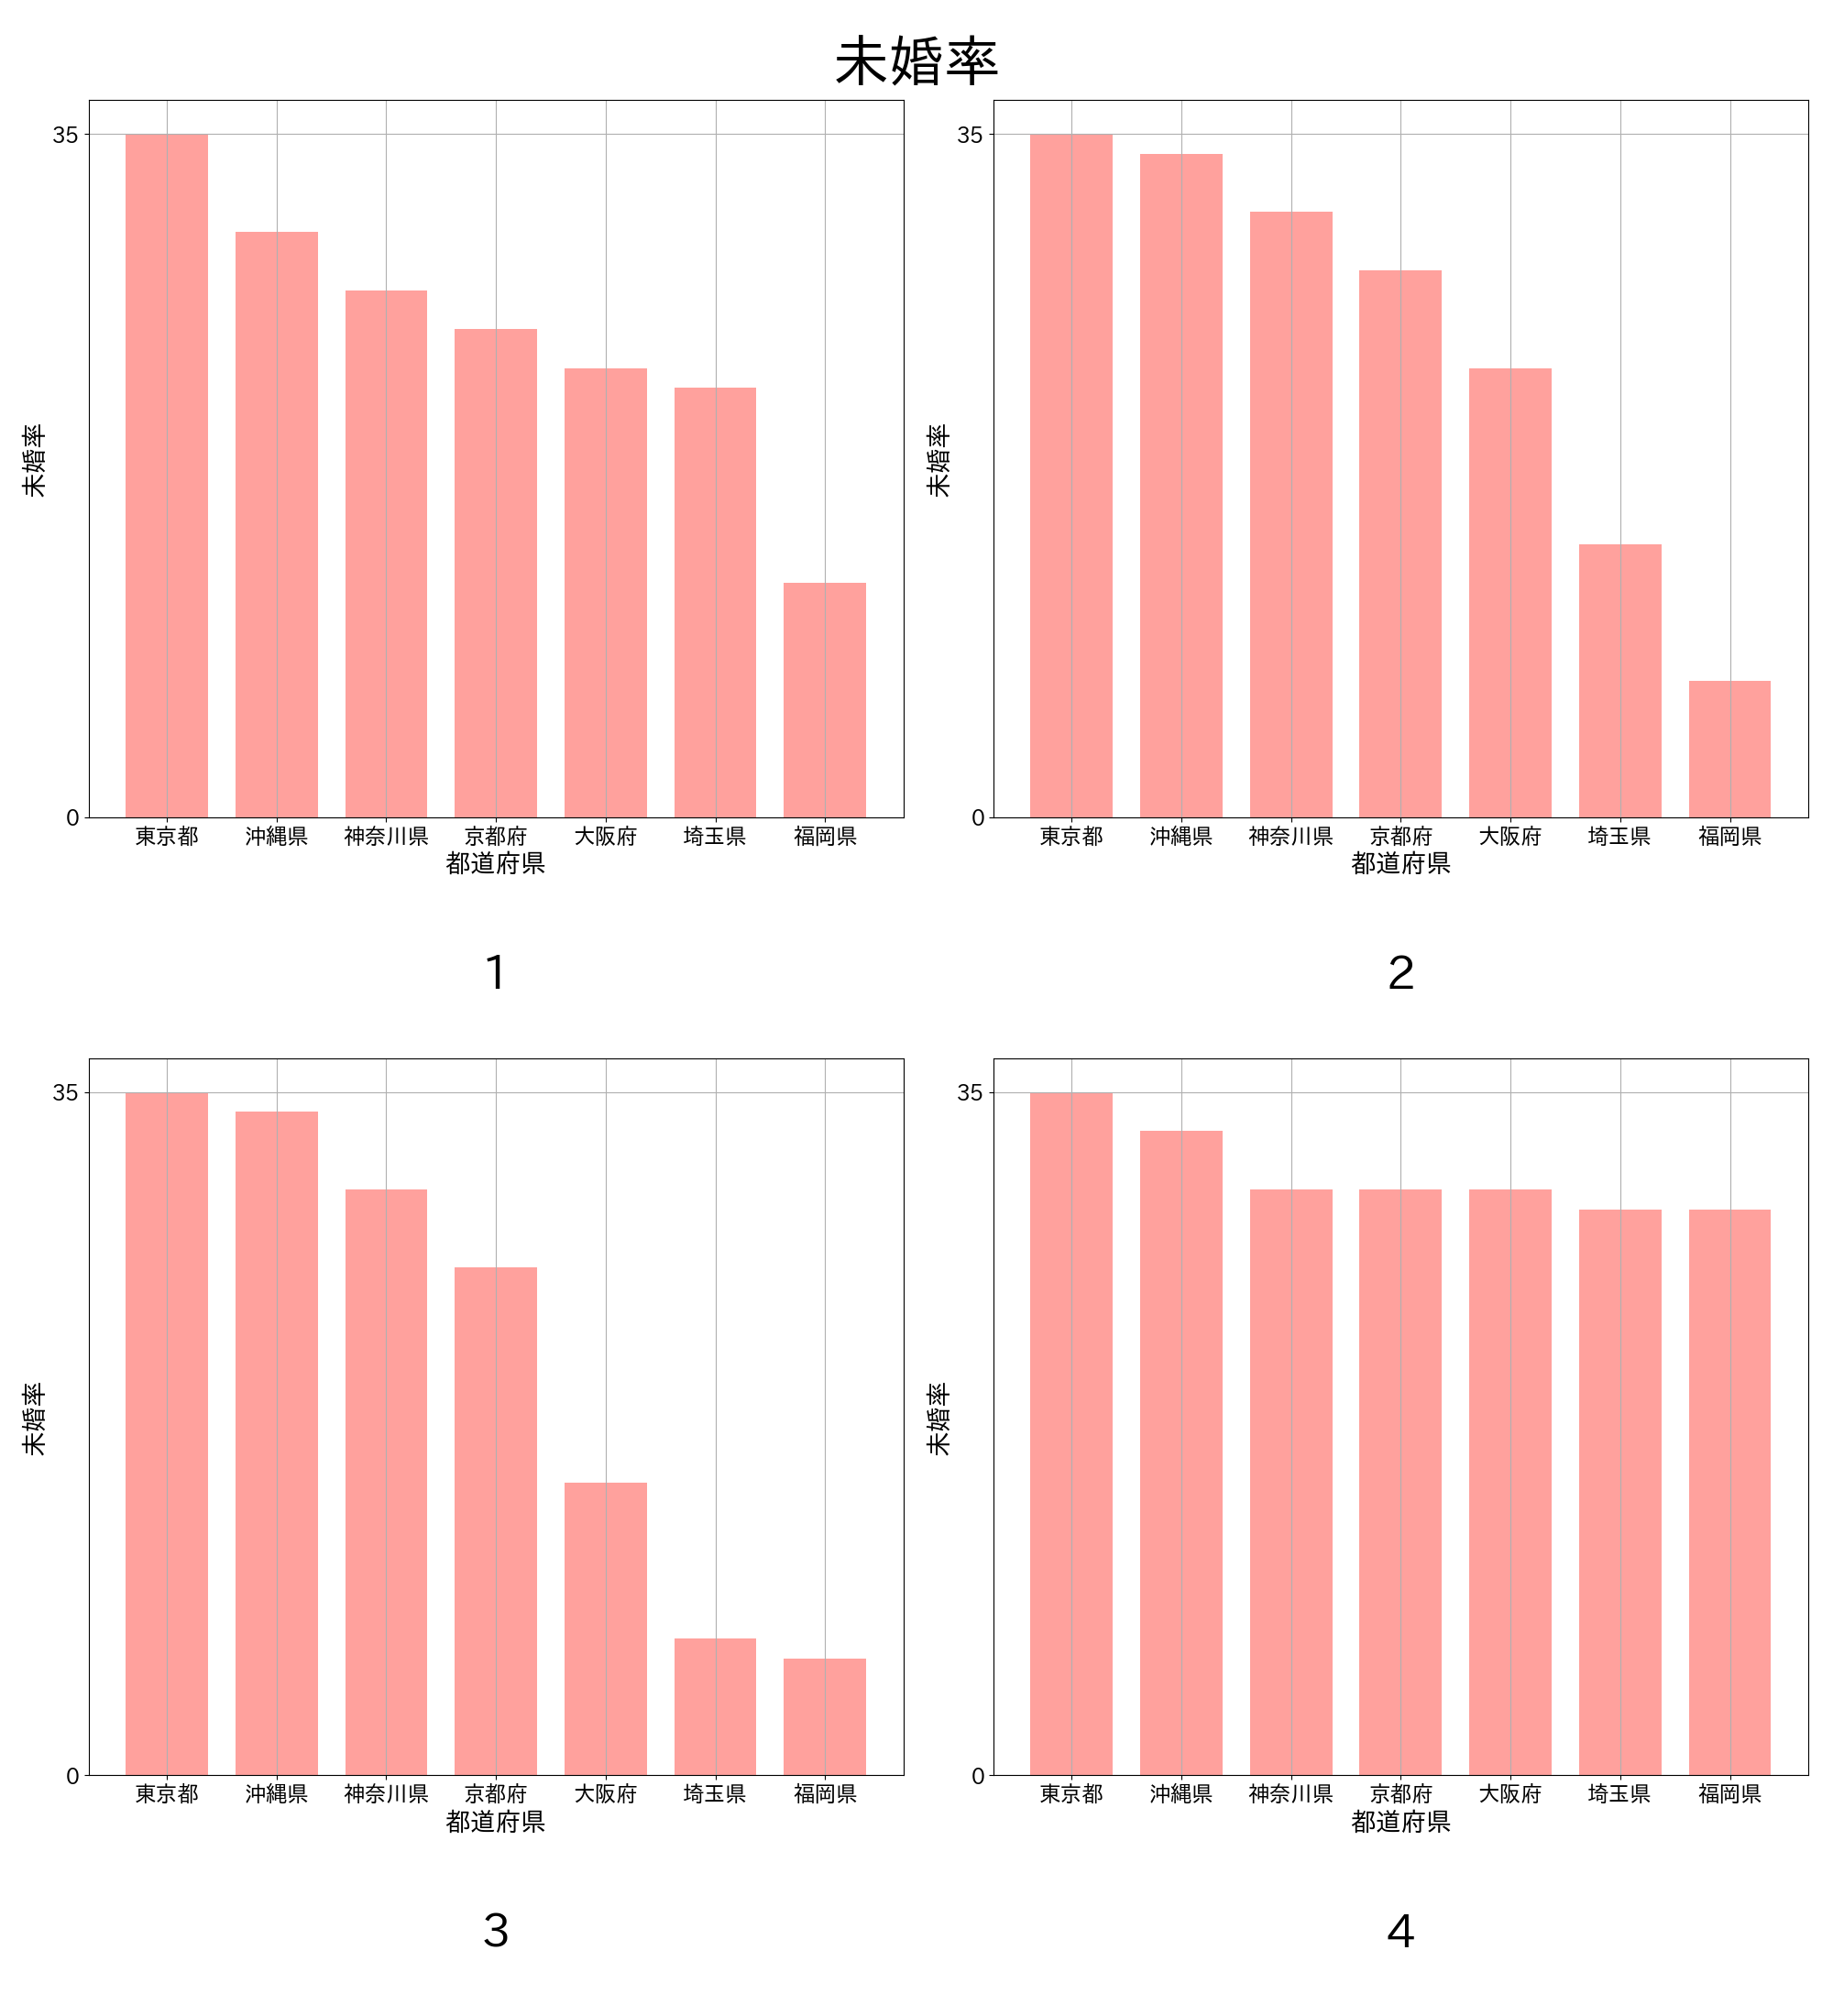 未婚率
35
0
未婚率
東京都 沖縄県 神奈川県 京都府 大阪府 埼玉県 福岡県
都道府県
1
35
0
未婚率
東京都 沖縄県 神奈川県 京都府 大阪府 埼玉県 福岡県
都道府県
2
35
0
未婚率
東京都 沖縄県 神奈川県 京都府 大阪府 埼玉県 福岡県
都道府県
3
35
0
未婚率
東京都 沖縄県 神奈川県 京都府 大阪府 埼玉県 福岡県
都道府県
4